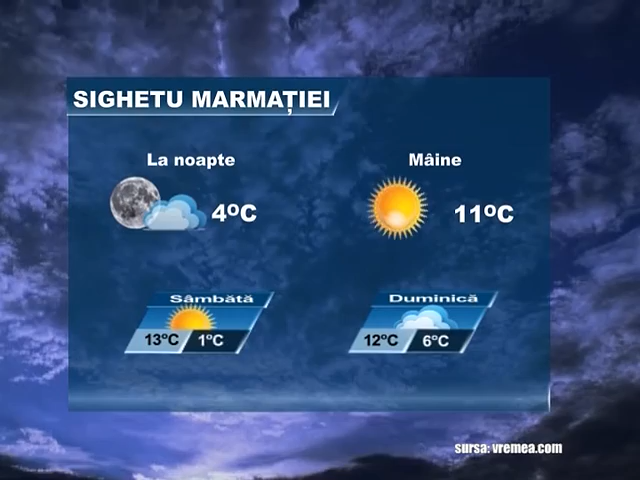 SIGHETU MARMAȚIEI
La noapte
Mâine
4ºC
11ºC
Sâmbătă
Duminică
13ºC 1ºC
12ºC 6ºC
sursa: vremea.com